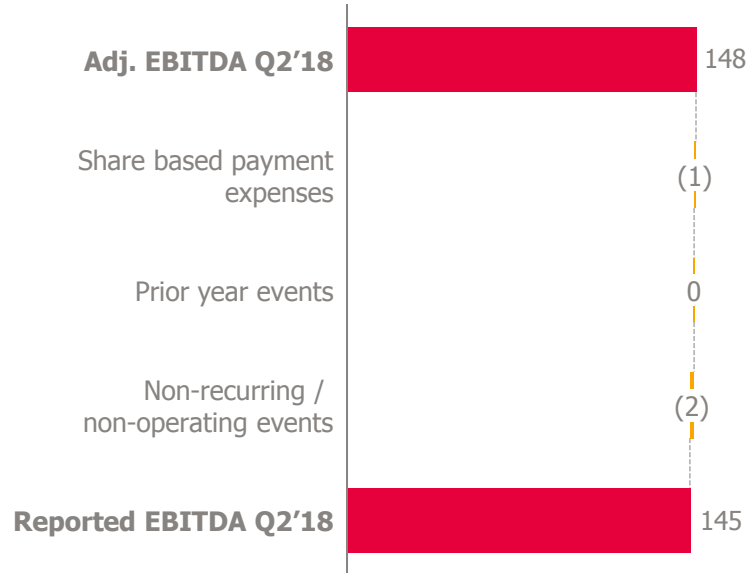 Adj. EBITDA Q2’18
148
Share based payment
expenses
(1)
Prior year events
0
Non-recurring /
non-operating events
(2)
Reported EBITDA Q2’18
145